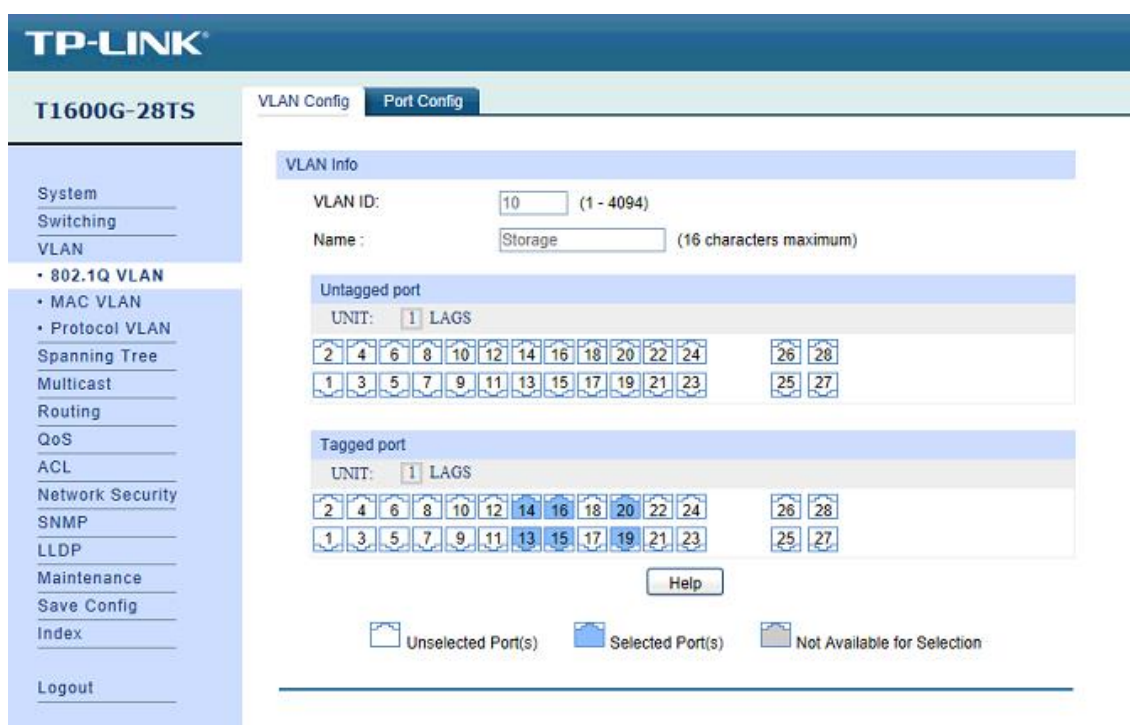 TP-LINK®
T1600G-28TS
VLAN Config Port Config
System
Switching
VLAN
• 802.1Q VLAN
• MAC VLAN
• Protocol VLAN
Spanning Tree
Multicast
Routing
QoS
ACL
Network Security
SNMP
LLDP
Maintenance
Save Config
Index
Logout
VLAN Info
VLAN ID: 10 (1 - 4094)
Name : Storage (16 characters maximum)
Untagged port
UNIT: 1 LAGS
2 4 6 8 10 12 14 16 18 20 22 24 26 28
1 3 5 7 9 11 13 15 17 19 21 23 25 27
Tagged port
UNIT: 1 LAGS
2 4 6 8 10 12 14 16 18 20 22 24 26 28
1 3 5 7 9 11 13 15 17 19 21 23 25 27
Help
Unselected Port(s) Selected Port(s) Not Available for Selection